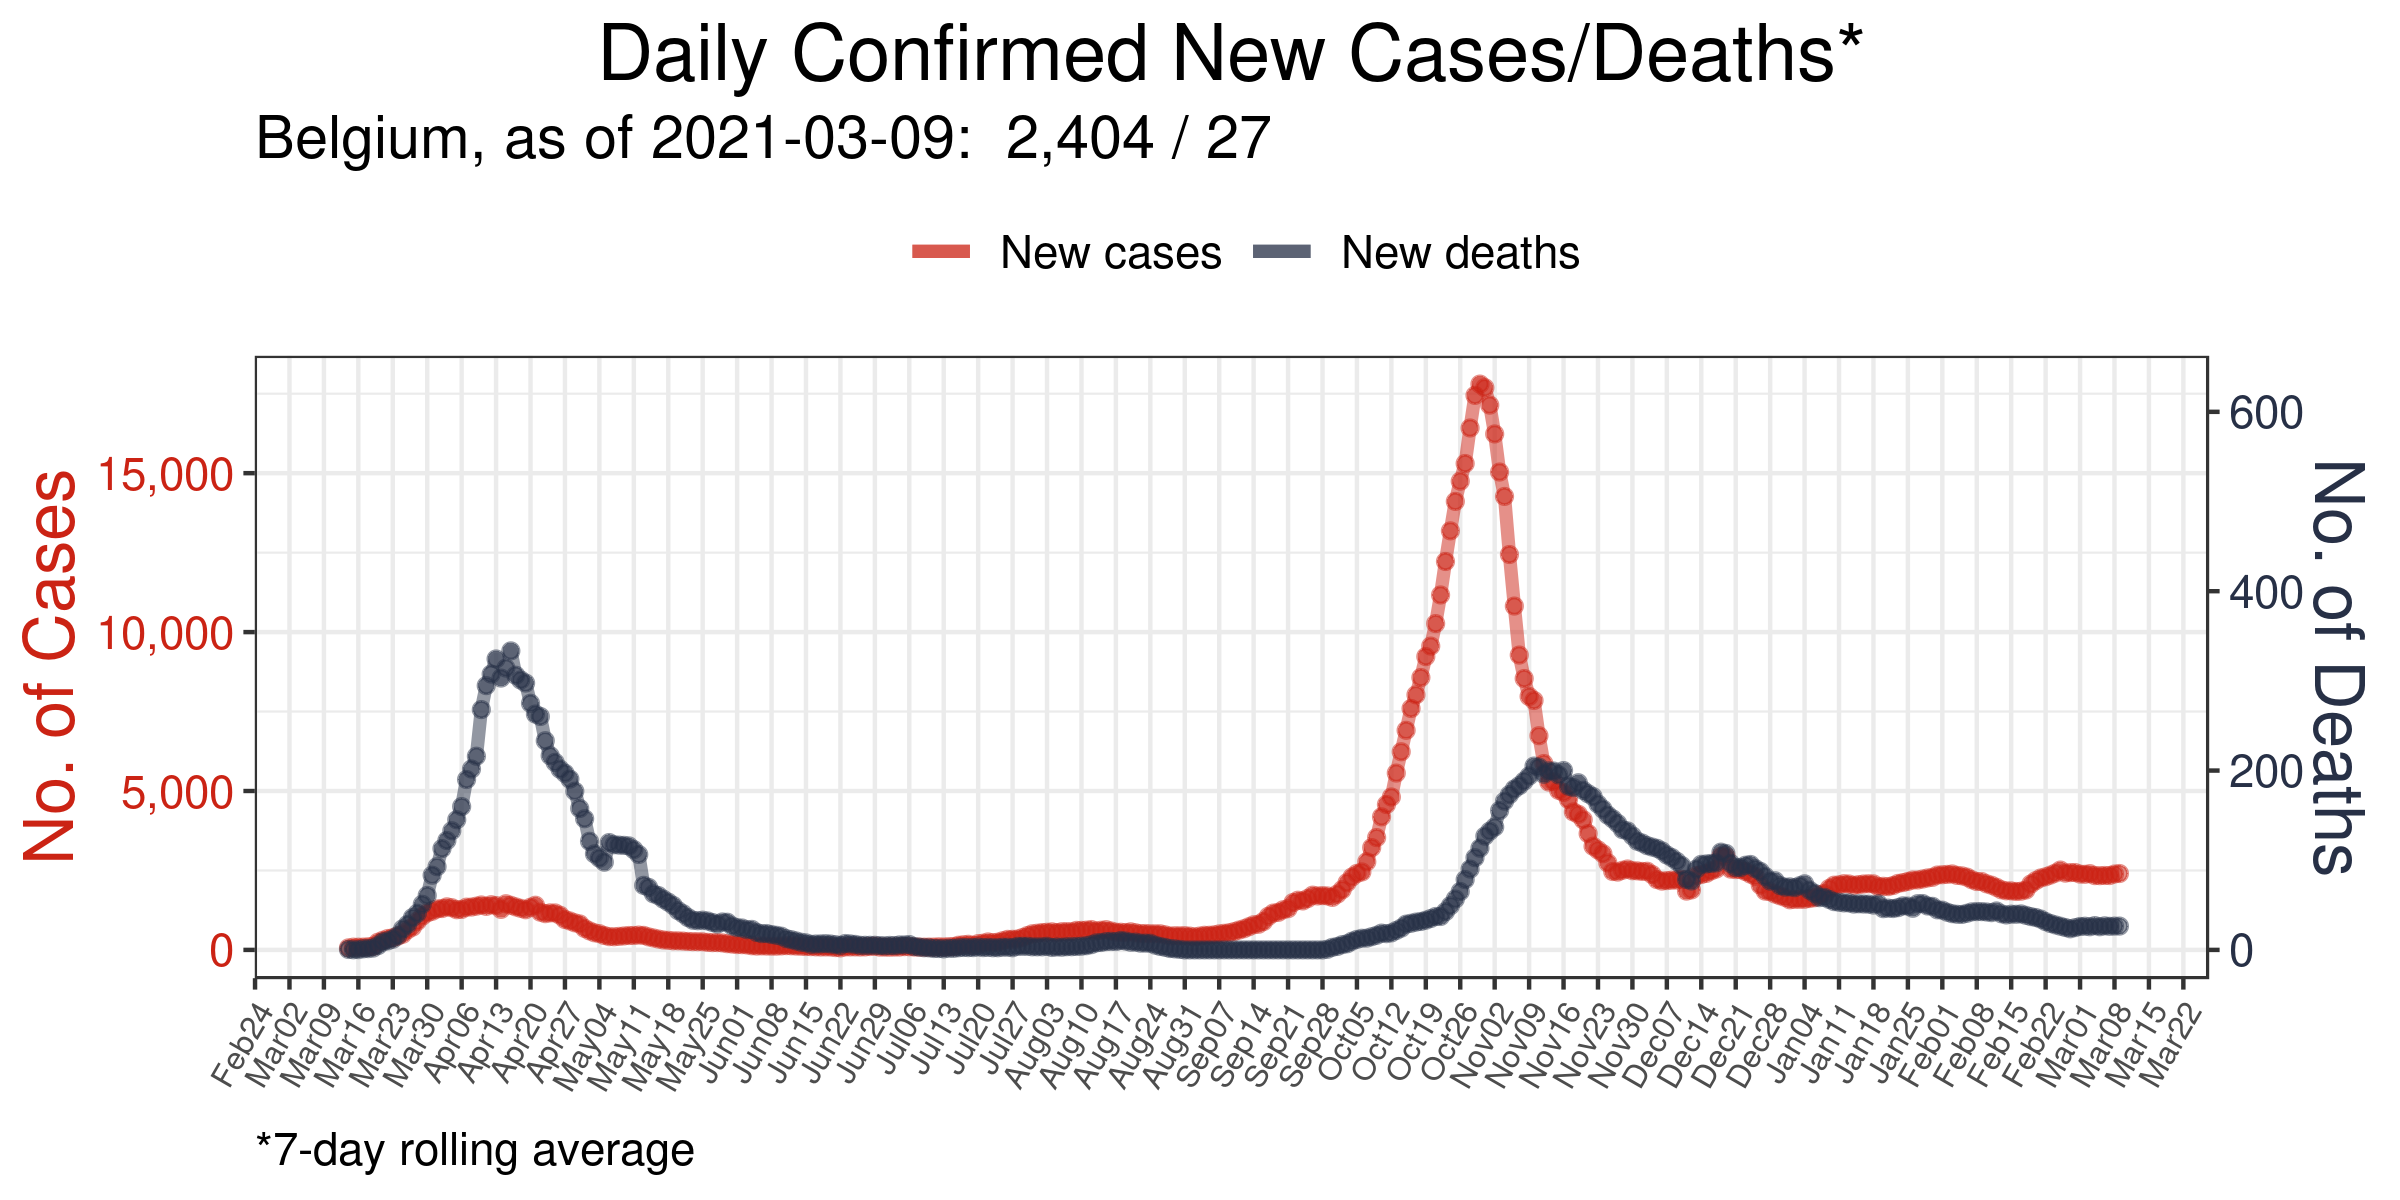 Daily Confirmed New Cases/Deaths*
Belgium, as of 2021-03-09:  2,404 / 27
New cases
New deaths
No. of Cases
15,000
10,000
5,000
0
600
400
200
0
No. of Deaths
Feb24
Mar02
Mar09
Mar16
Mar23
Mar30
Apr06
Apr13
Apr20
Apr27
May04
May11
May18
May25
Jun01
Jun08
Jun15
Jun22
Jun29
Jul06
Jul13
Jul20
Jul27
Aug03
Aug10
Aug17
Aug24
Aug31
Sep07
Sep14
Sep21
Sep28
Oct05
Oct12
Oct19
Oct26
Nov02
Nov09
Nov16
Nov23
Nov30
Dec07
Dec14
Dec21
Dec28
Jan04
Jan11
Jan18
Jan25
Feb01
Feb08
Feb15
Feb22
Mar01
Mar08
Mar15
Mar22
*7-day rolling average